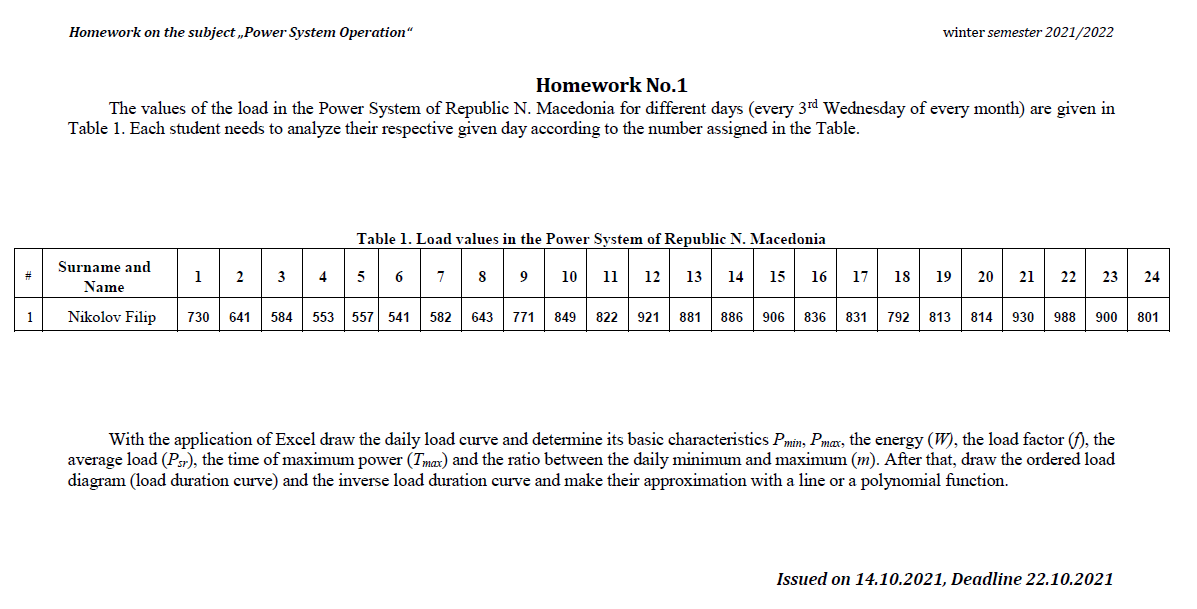 Homework on the subject „Power System Operation“ winter semester 2021/2022
Homework No.1
The values of the load in the Power System of Republic N. Macedonia for different days (every 3rd Wednesday of every month) are given in
Table 1. Each student needs to analyze their respective given day according to the number assigned in the Table.
Table 1. Load values in the Power System of Republic N. Macedonia
# Surname and Name 1 2 3 4 5 6 7 8 9 10 11 12 13 14 15 16 17 18 19 20 21 22 23 24
1 Nikolov Filip 730 641 584 553 557 541 582 643 771 849 822 921 881 886 906 836 831 792 813 814 930 988 900 801
With the application of Excel draw the daily load curve and determine its basic characteristics Pmin, Pmax, the energy (W), the load factor (f), the
average load (Psr), the time of maximum power (Tmax) and the ratio between the daily minimum and maximum (m). After that, draw the ordered load
diagram (load duration curve) and the inverse load duration curve and make their approximation with a line or a polynomial function.
Issued on 14.10.2021, Deadline 22.10.2021